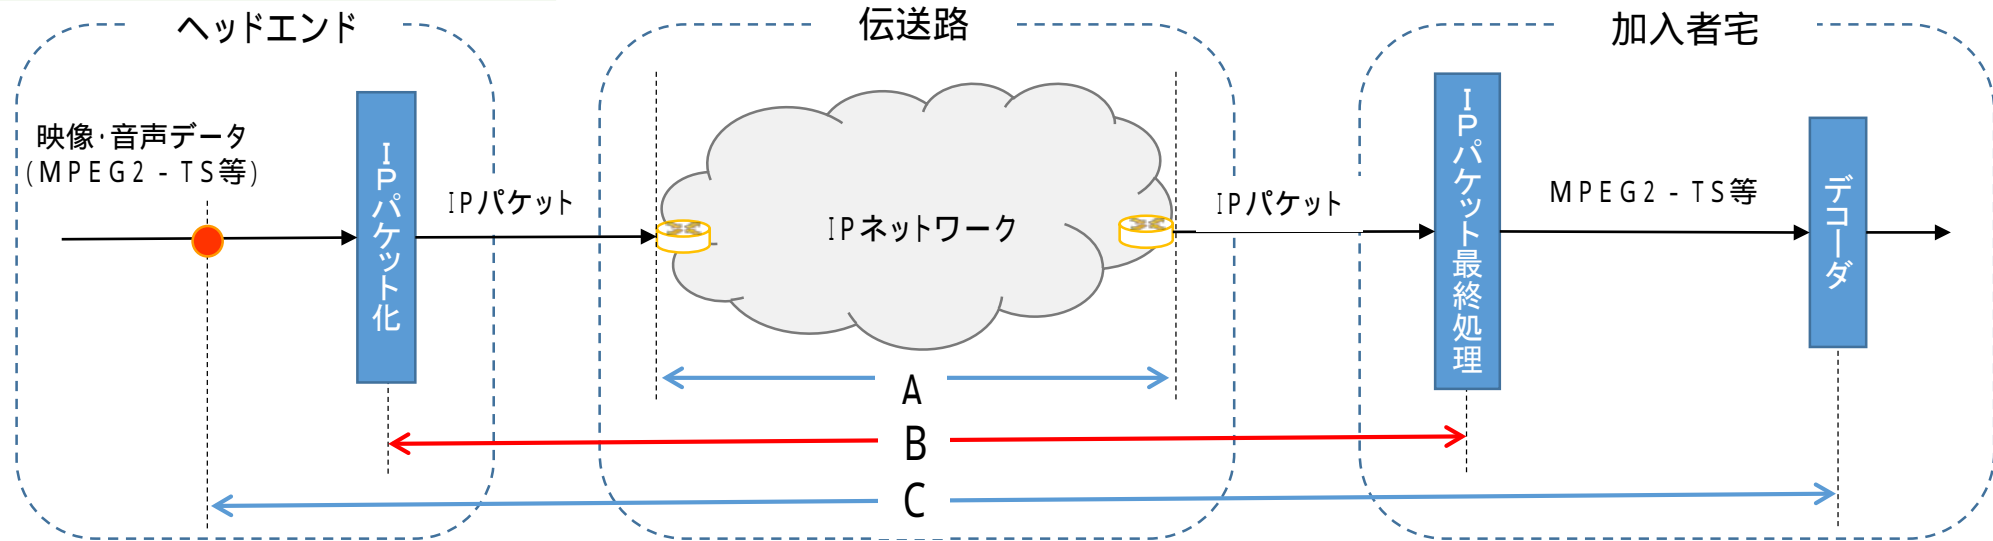 ヘッドエンド
伝送路
加入者宅
映像・音声データ
(MPEG2-TS等)
IPパケット化
IPパケット
IPネットワーク
IPパケット
IPパケット最終処理
MPEG2-TS等
デコーダ
A
B
C